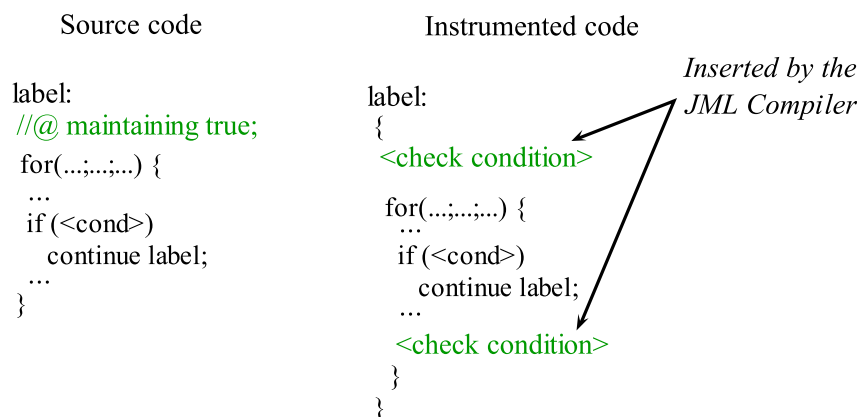 Source code
label:
//@ maintaining true;
for(...;...;...) {
...
if (<cond>)
continue label;
...
}
Instrumented code
label:
{
<check condition>
for(...;...;...) {
...
if (<cond>)
continue label;
...
<check condition>
}
}
Inserted by the
JML Compiler